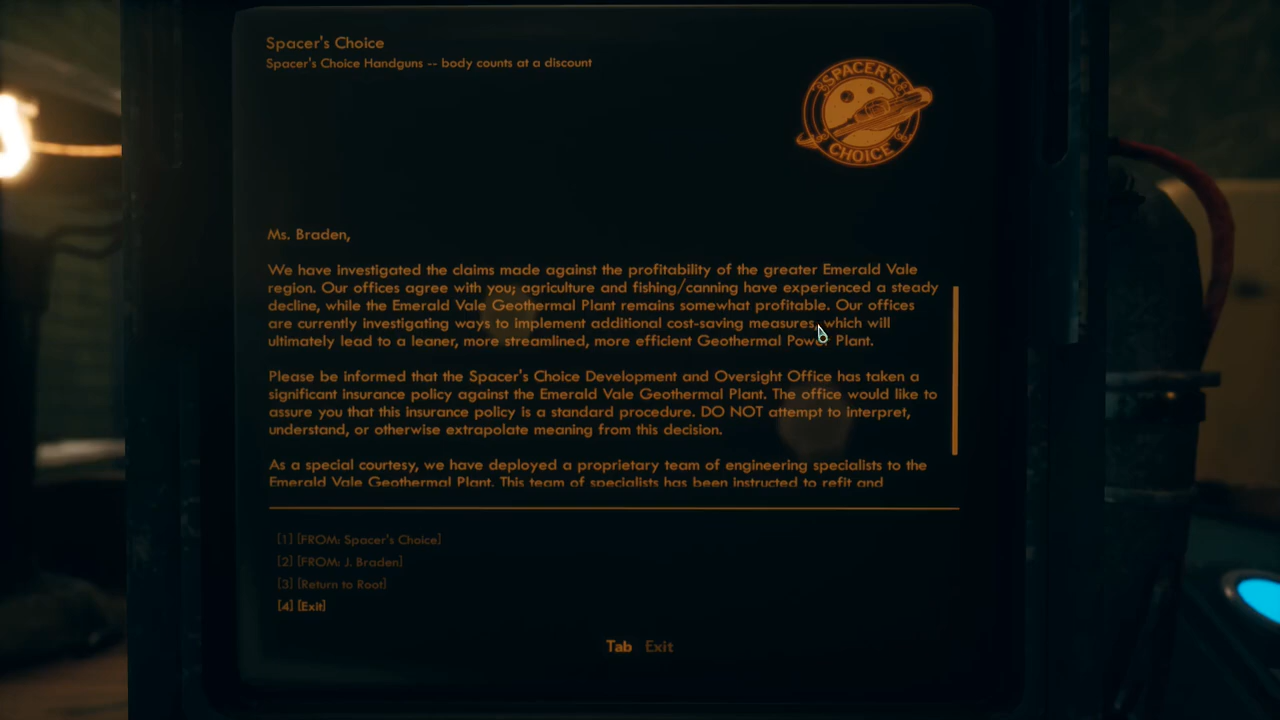 Spacer's Choice
Spacer's Choice Handguns -- body counts at a discount
SPACER'S
CHOICE
Ms. Braden,
We have investigated the claims made against the profitability of the greater Emerald Vale
region. Our offices agree with you; agriculture and fishing/canning have experienced a steady
decline, while the Emerald Vale Geothermal Plant remains somewhat profitable. Our offices
are currently investigating ways to implement additional cost-saving measures, which will
ultimately lead to a leaner, more streamlined, more efficient Geothermal Power Plant.
Please be informed that the Spacer's Choice Development and Oversight Office has taken a
significant insurance policy against the Emerald Vale Geothermal Plant. The office would like to
assure you that this insurance policy is a standard procedure. DO NOT attempt to interpret,
understand, or otherwise extrapolate meaning from this decision.
As a special courtesy, we have deployed a proprietary team of engineering specialists to the
Emerald Vale Geothermal Plant. This team of specialists has been instructed to refit and
[1] [FROM: Spacer's Choice]
[2] [FROM: J. Braden]
[3] [Return to Root]
[4] [Exit]
Tab Exit